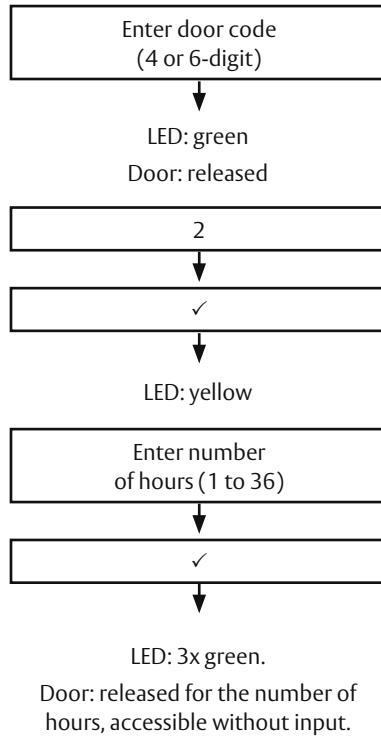 Enter door code
(4 or 6-digit)
LED: green
Door: released
2
✓
LED: yellow
Enter number
of hours (1 to 36)
✓
LED: 3x green.
Door: released for the number of
hours, accessible without input.